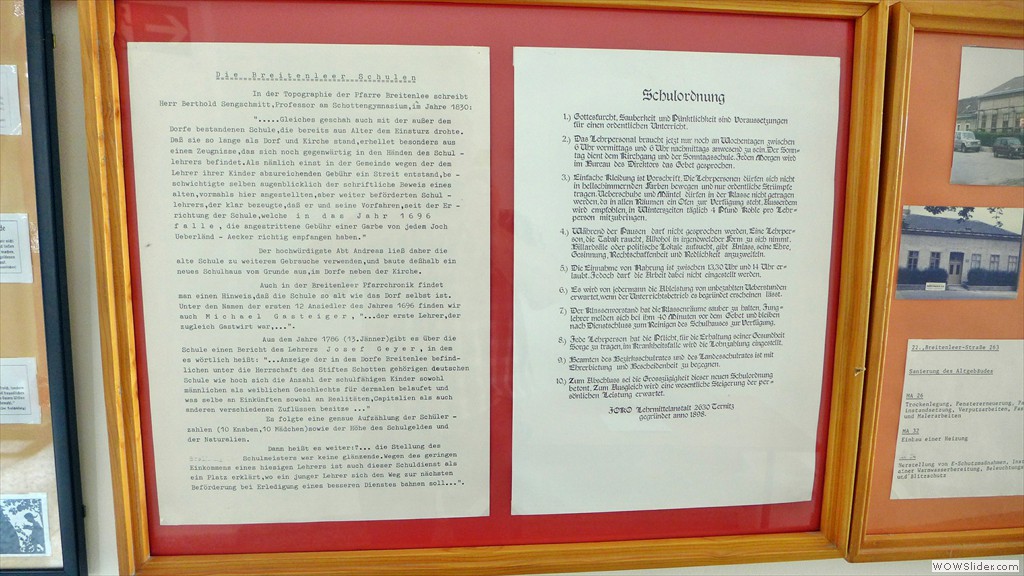 Die Breitenleer Schulen
In der Topographie der Pfarre Breitenlee schreibt
Herr Berthold Sengschmitt, Professor am Schottengymnasium, im Jahre 1830:
".....Gleiches geschah auch mit der außer dem
Dorfe bestandenen Schule,die bereits aus Alter dem Einsturz drohte.
Daß sie so lange als Dorf und Kirche stand,erhellet besonders aus
einem Zeugnisse,das sich noch gegenwärtig in den Händen des Schul -
lehrers befindet.Als nämlich einst in der Gemeinde wegen der dem
Lehrer ihrer Kinder abzureichenden Gebühr ein Streit entstand,be -
schwichtigte selben augenblicklich der schriftliche Beweis eines
alten,vormahls hier angestellten,aber weiter beförderten Schul -
lehrers,der klar bezeugte,daß er und seine Vorfahren,seit der Er -
richtung der Schule,welche i n d a s J a h r 1 6 9 6
f a l l e , die angestrittene Gebühr einer Garbe von jedem Joch
Ueberländ - Aecker richtig empfangen haben."
Der hochwürdigste Abt Andreas ließ daher die
alte Schule zu weiterem Gebrauche verwenden,und baute deßhalb ein
neues Schulhaus vom Grunde aus,im Dorfe neben der Kirche.
Auch in der Breitenleer Pfarrchronik findet
man einen Hinweis,daß die Schule so alt wie das Dorf selbst ist.
Unter den Namen der ersten 12 Ansiedler des Jahres 1696 finden wir
auch M i c h a e l G a s t e i g e r , "...der erste Lehrer,der
zugleich Gastwirt war,...".
Aus dem Jahre 1786 (13.Jänner)gibt es über die
Schule einen Bericht des Lehrers J o s e f G e y e r , in dem
es wörtlich heißt: "...Anzeige der in dem Dorfe Breitenlee befind-
lichen unter die Herrschaft des Stiftes Schotten gehörigen deutschen
Schule wie hoch sich die Anzahl der schulfähigen Kinder sowohl
männlichen als weiblichen Geschlechts für dermalen belaufet und
was selbe an Einkünften sowohl an Realitäten,Capitalien als auch
anderen verschiedenen Zuflüssen besitze ..."
Es folgte eine genaue Aufzählung der Schüler-
zahlen (10 Knaben,10 Mädchen)sowie der Höhe des Schulgeldes und
der Naturalien.
Dann heißt es weiter:"... die Stellung des
Schulmeisters war keine glänzende.Wegen des geringen
Einkommens eines hiesigen Lehrers ist auch dieser Schuldienst als
ein Platz erklärt,wo ein junger Lehrer sich den Weg zur nächsten
Beförderung bei Erledigung eines besseren Dienstes bahnen soll...".
Schulordnung
1.) Gottesfurcht, Sauberkeit und Pünktlichkeit sind Voraussetzungen
für einen ordentlichen Unterricht.
2.) Das Lehrpersonal braucht jetzt nur noch an Wochentagen zwischen
6 Uhr vormittags und 6 Uhr nachmittags anwesend zu sein. Der Sonn-
tag dient dem Kirchgang und der Sonntagsschule. Jeden Morgen wird
im Bureau des Direktors das Gebet gesprochen.
3.) Einfache Kleidung ist Vorschrift. Die Lehrpersonen dürfen sich nicht
in hellschimmernden Farben bewegen und nur ordentliche Strümpfe
tragen. Ueberschuhe und Mäntel dürfen in der Klasse nicht getragen
werden, da in allen Räumen ein Ofen zur Verfügung steht. Ausserdem
wird empfohlen, in Winterzeiten täglich 4 Pfund Kohle pro Lehr-
person mitzubringen.
4.) Während der Pausen darf nicht gesprochen werden. Eine Lehrper-
son, die Tabak raucht, Alkohol in irgendwelcher Form zu sich nimmt,
Billardsäle oder politische Lokale aufsucht, gibt Anlass, seine Ehre,
Gesinnung, Rechtschaffenheit und Redlichkeit anzuzweifeln.
5.) Die Einnahme von Nahrung ist zwischen 13,30 Uhr und 14 Uhr er-
laubt. Jedoch darf die Arbeit dabei nicht eingestellt werden.
6.) Es wird von jedermann die Ableistung von unbezahlten Ueberstunden
erwartet, wenn der Unterrichtsbetrieb es begründet erscheinen lässt.
7.) Der Klassenvorstand hat die Klassenräume sauber zu halten. Jung-
lehrer melden sich bei ihm 40 Minuten vor dem Gebet und bleiben
nach Dienstschluss zum Reinigen des Schulhauses zur Verfügung.
8.) Jede Lehrperson hat die Pflicht, für die Erhaltung seiner Gesundheit
Sorge zu tragen, im Krankheitsfalle wird die Lohnzahlung eingestellt.
9.) Beamten des Bezirksschulrates und des Landesschulrates ist mit
Ehrerbietung und Bescheidenheit zu begegnen.
10.) Zum Abschluss sei die Grosszügigkeit dieser neuen Schulordnung
betont. Zum Ausgleich wird eine wesentliche Steigerung der per-
sönlichen Leistung erwartet.
JOKO Lehrmittelanstalt 2630 Ternitz
gegründet anno 1898.
22.,Breitenleer-Straße 263
Sanierung des Altgebäudes
MA 26
Trockenlegung, Fenstererneuerung,
instandsetzung, Verputzarbeiten,
und Malerarbeiten
MA 32
Einbau einer Heizung
Herstellung von E-Schutzmaßnahmen,
einer Warmwasserbereitung, Beleuchtung
und Blitzschutz
WOWSlider.com